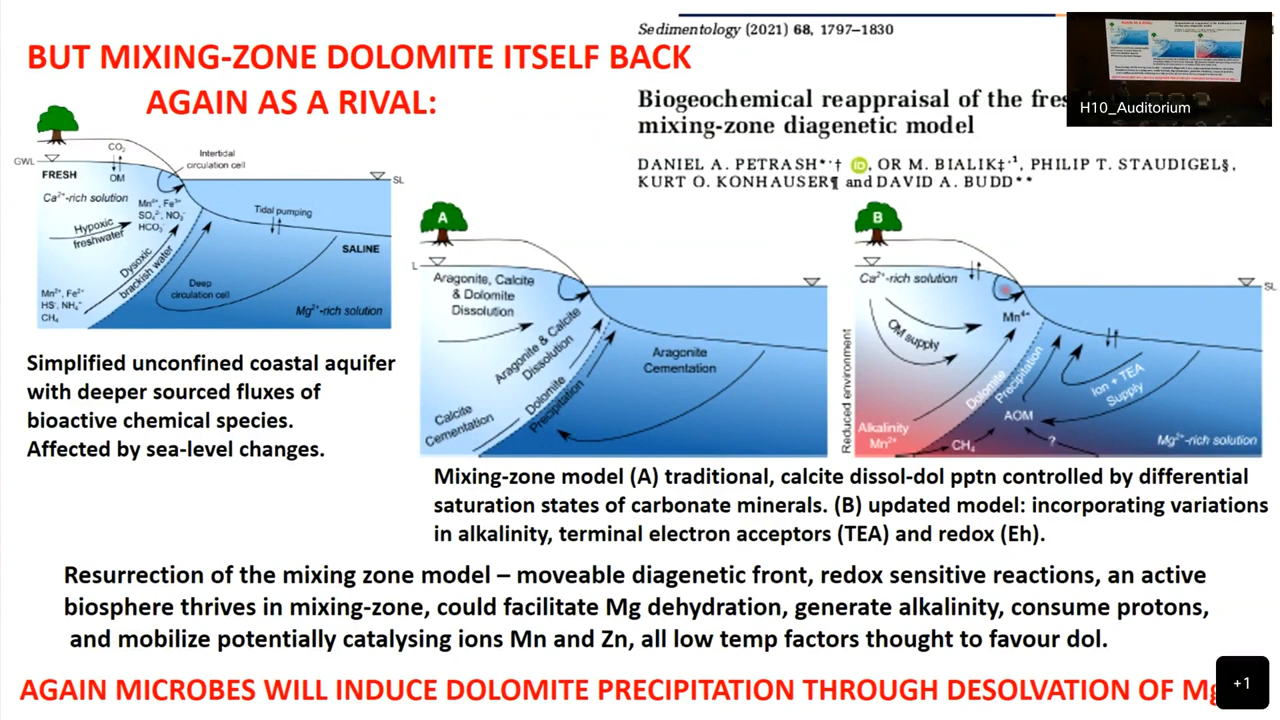 BUT MIXING-ZONE DOLOMITE ITSELF BACK
AGAIN AS A RIVAL:
Sedimentology (2021) 68, 1797–1830
Biogeochemical reappraisal of the
mixing-zone diagenetic model
DANIEL A. PETRASH*,† iD, OR M. BIALIK‡,1, PHILIP T. STAUDIGEL§,
KURT O. KONHAUSER¶ and DAVID A. BUDD**
H10_Auditorium
GWL
CO2
OM
FRESH
Intertidal
circulation cell
SL
Ca2+-rich solution
Mn4+, Fe3+
SO42-, NO3-
HCO3-
Tidal pumping
Hypoxic
freshwater
SALINE
Dysoxic
brackish water
Deep
circulation cell
Mn2+, Fe2+
HS-, NH4+
CH4
Mg2+-rich solution
Simplified unconfined coastal aquifer
with deeper sourced fluxes of
bioactive chemical species.
Affected by sea-level changes.
A
L
Aragonite, Calcite
& Dolomite
Dissolution
Aragonite & Calcite
Dissolution
Aragonite
Cementation
Calcite
Cementation
Dolomite
Precipitation
B
SL
Ca2+-rich solution
Mn4+
OM supply
Reduced environment
Dolomite
Precipitation
Ion + TEA
Supply
AOM
Alkalinity
Mn2+
CH4
?
Mg2+-rich solution
Mixing-zone model (A) traditional, calcite dissol-dol pptn controlled by differential
saturation states of carbonate minerals. (B) updated model: incorporating variations
in alkalinity, terminal electron acceptors (TEA) and redox (Eh).
Resurrection of the mixing zone model – moveable diagenetic front, redox sensitive reactions, an active
biosphere thrives in mixing-zone, could facilitate Mg dehydration, generate alkalinity, consume protons,
and mobilize potentially catalysing ions Mn and Zn, all low temp factors thought to favour dol.
AGAIN MICROBES WILL INDUCE DOLOMITE PRECIPITATION THROUGH DESOLVATION OF Mg
+1